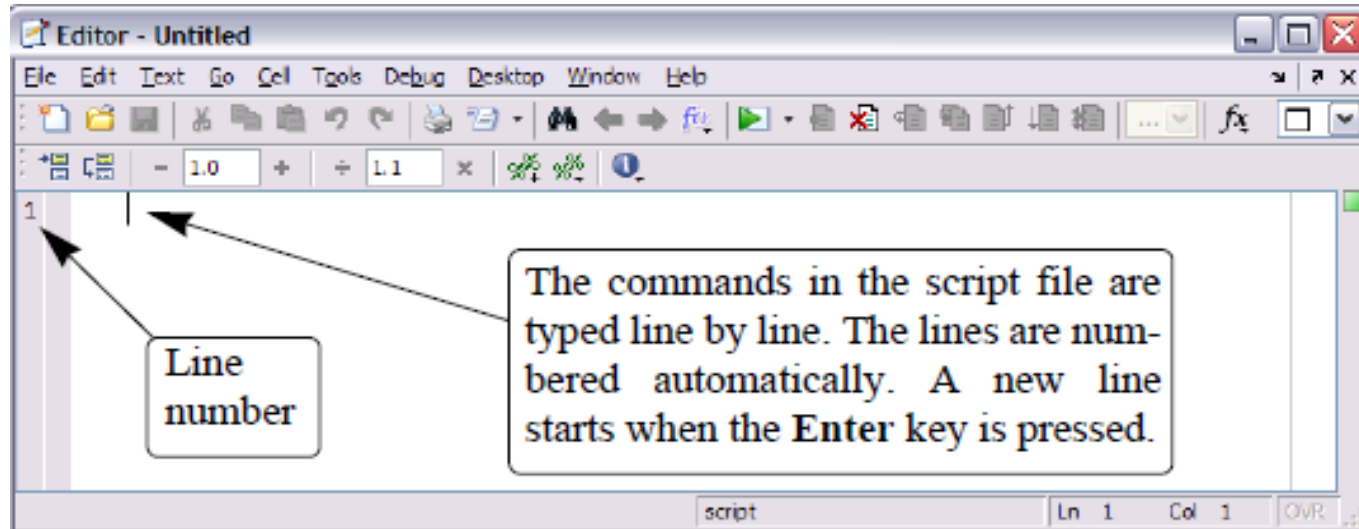 Editor - Untitled
File Edit Text Go Cell Tools Debug Desktop Window Help
... fx
- 1.0 + ÷ 1.1 ×
1
The commands in the script file are
typed line by line. The lines are num-
bered automatically. A new line
starts when the Enter key is pressed.
Line
number
script Ln 1 Col 1 OVR